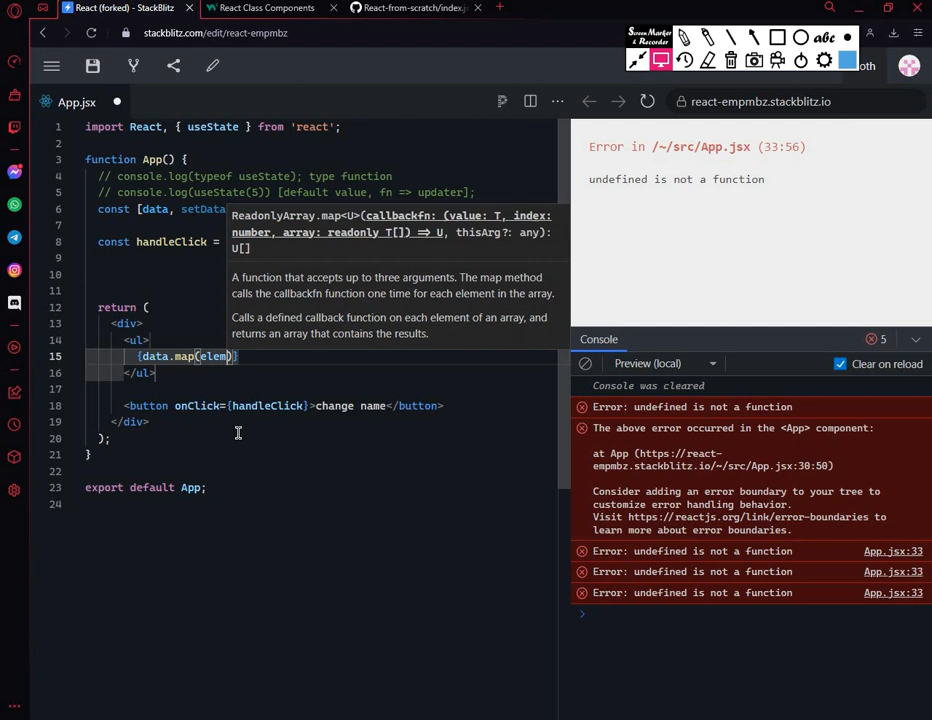 React (forked) - StackBlitz
React Class Components
React-from-scratch/index.j
stackblitz.com/edit/react-empmbz
Screen Marker
& Recorder
abc
oth
App.jsx
react-empmbz.stackblitz.io
1 import React, { useState } from 'react';
2
3 function App() {
4 // console.log(typeof useState); type function
5 // console.log(useState(5)) [default value, fn => updater];
6 const [data, setData
7
8 const handleClick =
9
10
11
12 return (
13 <div>
14 <ul>
15 {data.map(elem)}
16 </ul>
17
18 <button onClick={handleClick}>change name</button>
19 </div>
20 );
21 }
22
23 export default App;
24
ReadonlyArray.map<U>(callbackfn: (value: T, index:
number, array: readonly T[]) => U, thisArg?: any):
U[]
A function that accepts up to three arguments. The map method
calls the callbackfn function one time for each element in the array.
Calls a defined callback function on each element of an array, and
returns an array that contains the results.
Error in /~/src/App.jsx (33:56)
undefined is not a function
Console
5
Preview (local)
Clear on reload
Console was cleared
Error: undefined is not a function
The above error occurred in the <App> component:
at App (https://react-
empmbz.stackblitz.io/~/src/App.jsx:30:50)
Consider adding an error boundary to your tree to
customize error handling behavior.
Visit https://reactjs.org/link/error-boundaries to
learn more about error boundaries.
Error: undefined is not a function App.jsx:33
Error: undefined is not a function App.jsx:33
Error: undefined is not a function App.jsx:33